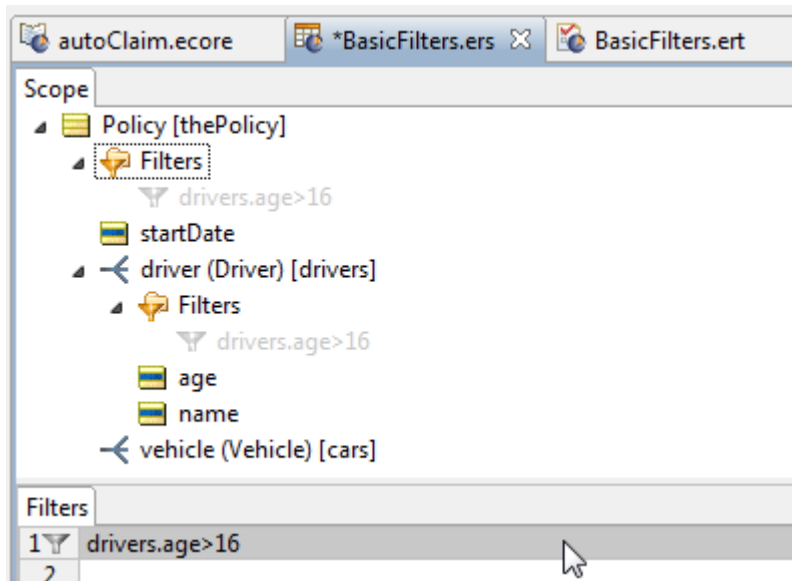 autoClaim.ecore *BasicFilters.ers BasicFilters.ert
Scope
Policy [thePolicy]
Filters
drivers.age>16
startDate
driver (Driver) [drivers]
Filters
drivers.age>16
age
name
vehicle (Vehicle) [cars]
Filters
1 drivers.age>16
2